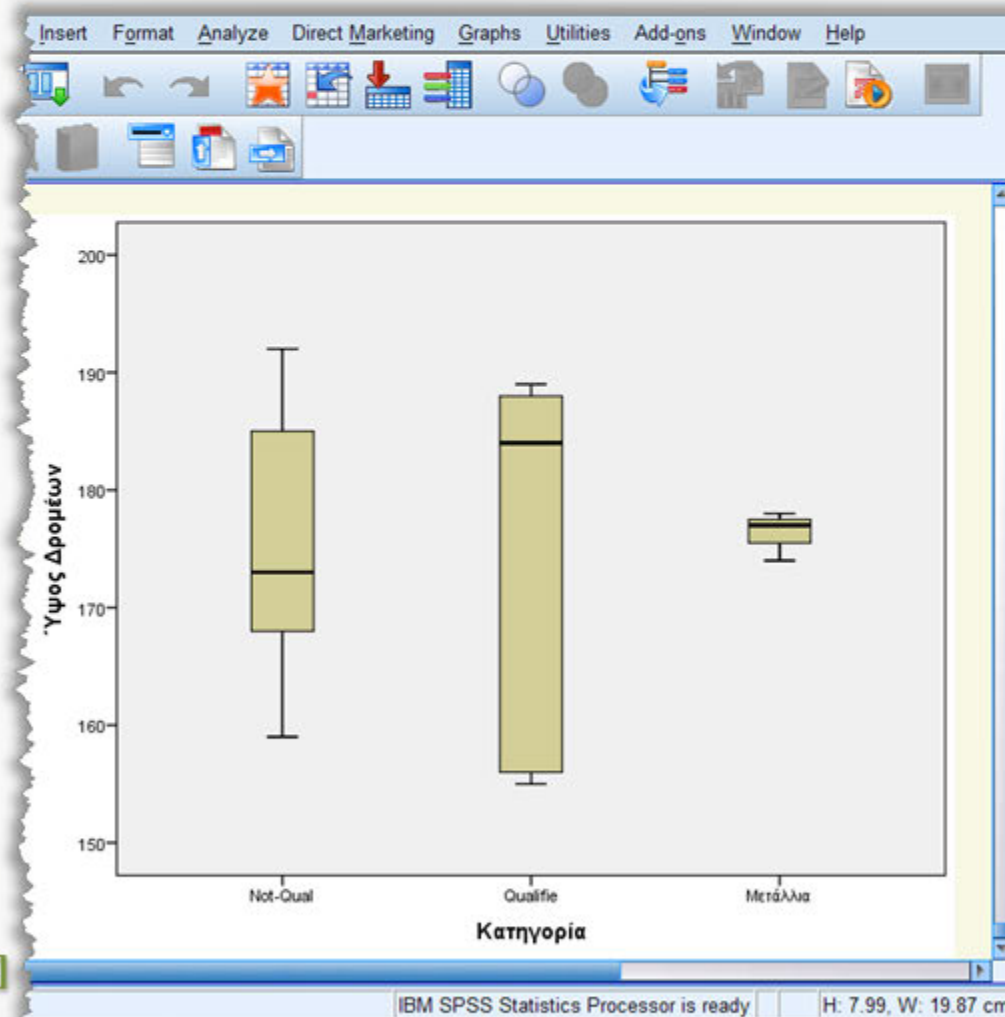 Insert Format Analyze Direct Marketing Graphs Utilities Add-ons Window Help
200
190
180
170
160
150
Ύψος Δρομέων
Not-Qual Qualifie Μετάλλια
Κατηγορία
IBM SPSS Statistics Processor is ready H: 7.99, W: 19.87 cm